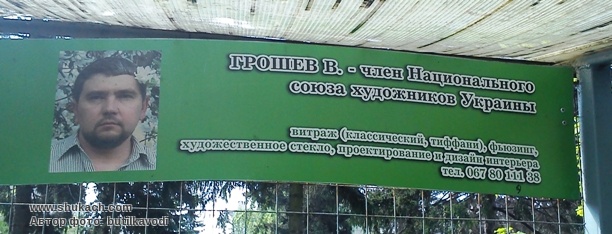 ГРОШЕВ В. - член Национального
союза художников Украины
витраж (классический, тиффани), фьюзинг,
художественное стекло, проектирование и дизайн интерьера
тел. 067 80 111 38
www.shukach.com
Автор фото: butilkavodi